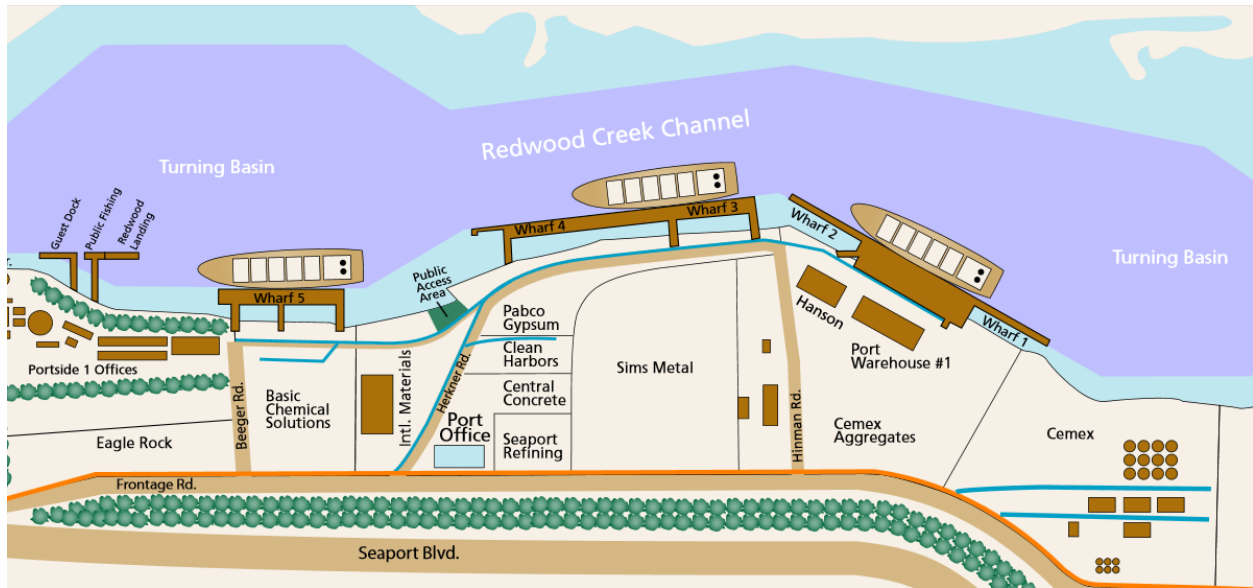 Redwood Creek Channel
Turning Basin
Guest Dock
Public Fishing
Redwood
Landing
Wharf 5
Public
Access
Area
Wharf 4
Wharf 3
Wharf 2
Wharf 1
Turning Basin
Portside 1 Offices
Eagle Rock
Beeger Rd.
Basic
Chemical
Solutions
Intl. Materials
Herkner Rd.
Port
Office
Pabco
Gypsum
Clean
Harbors
Central
Concrete
Seaport
Refining
Sims Metal
Hinman Rd.
Hanson
Port
Warehouse #1
Cemex
Aggregates
Cemex
Frontage Rd.
Seaport Blvd.